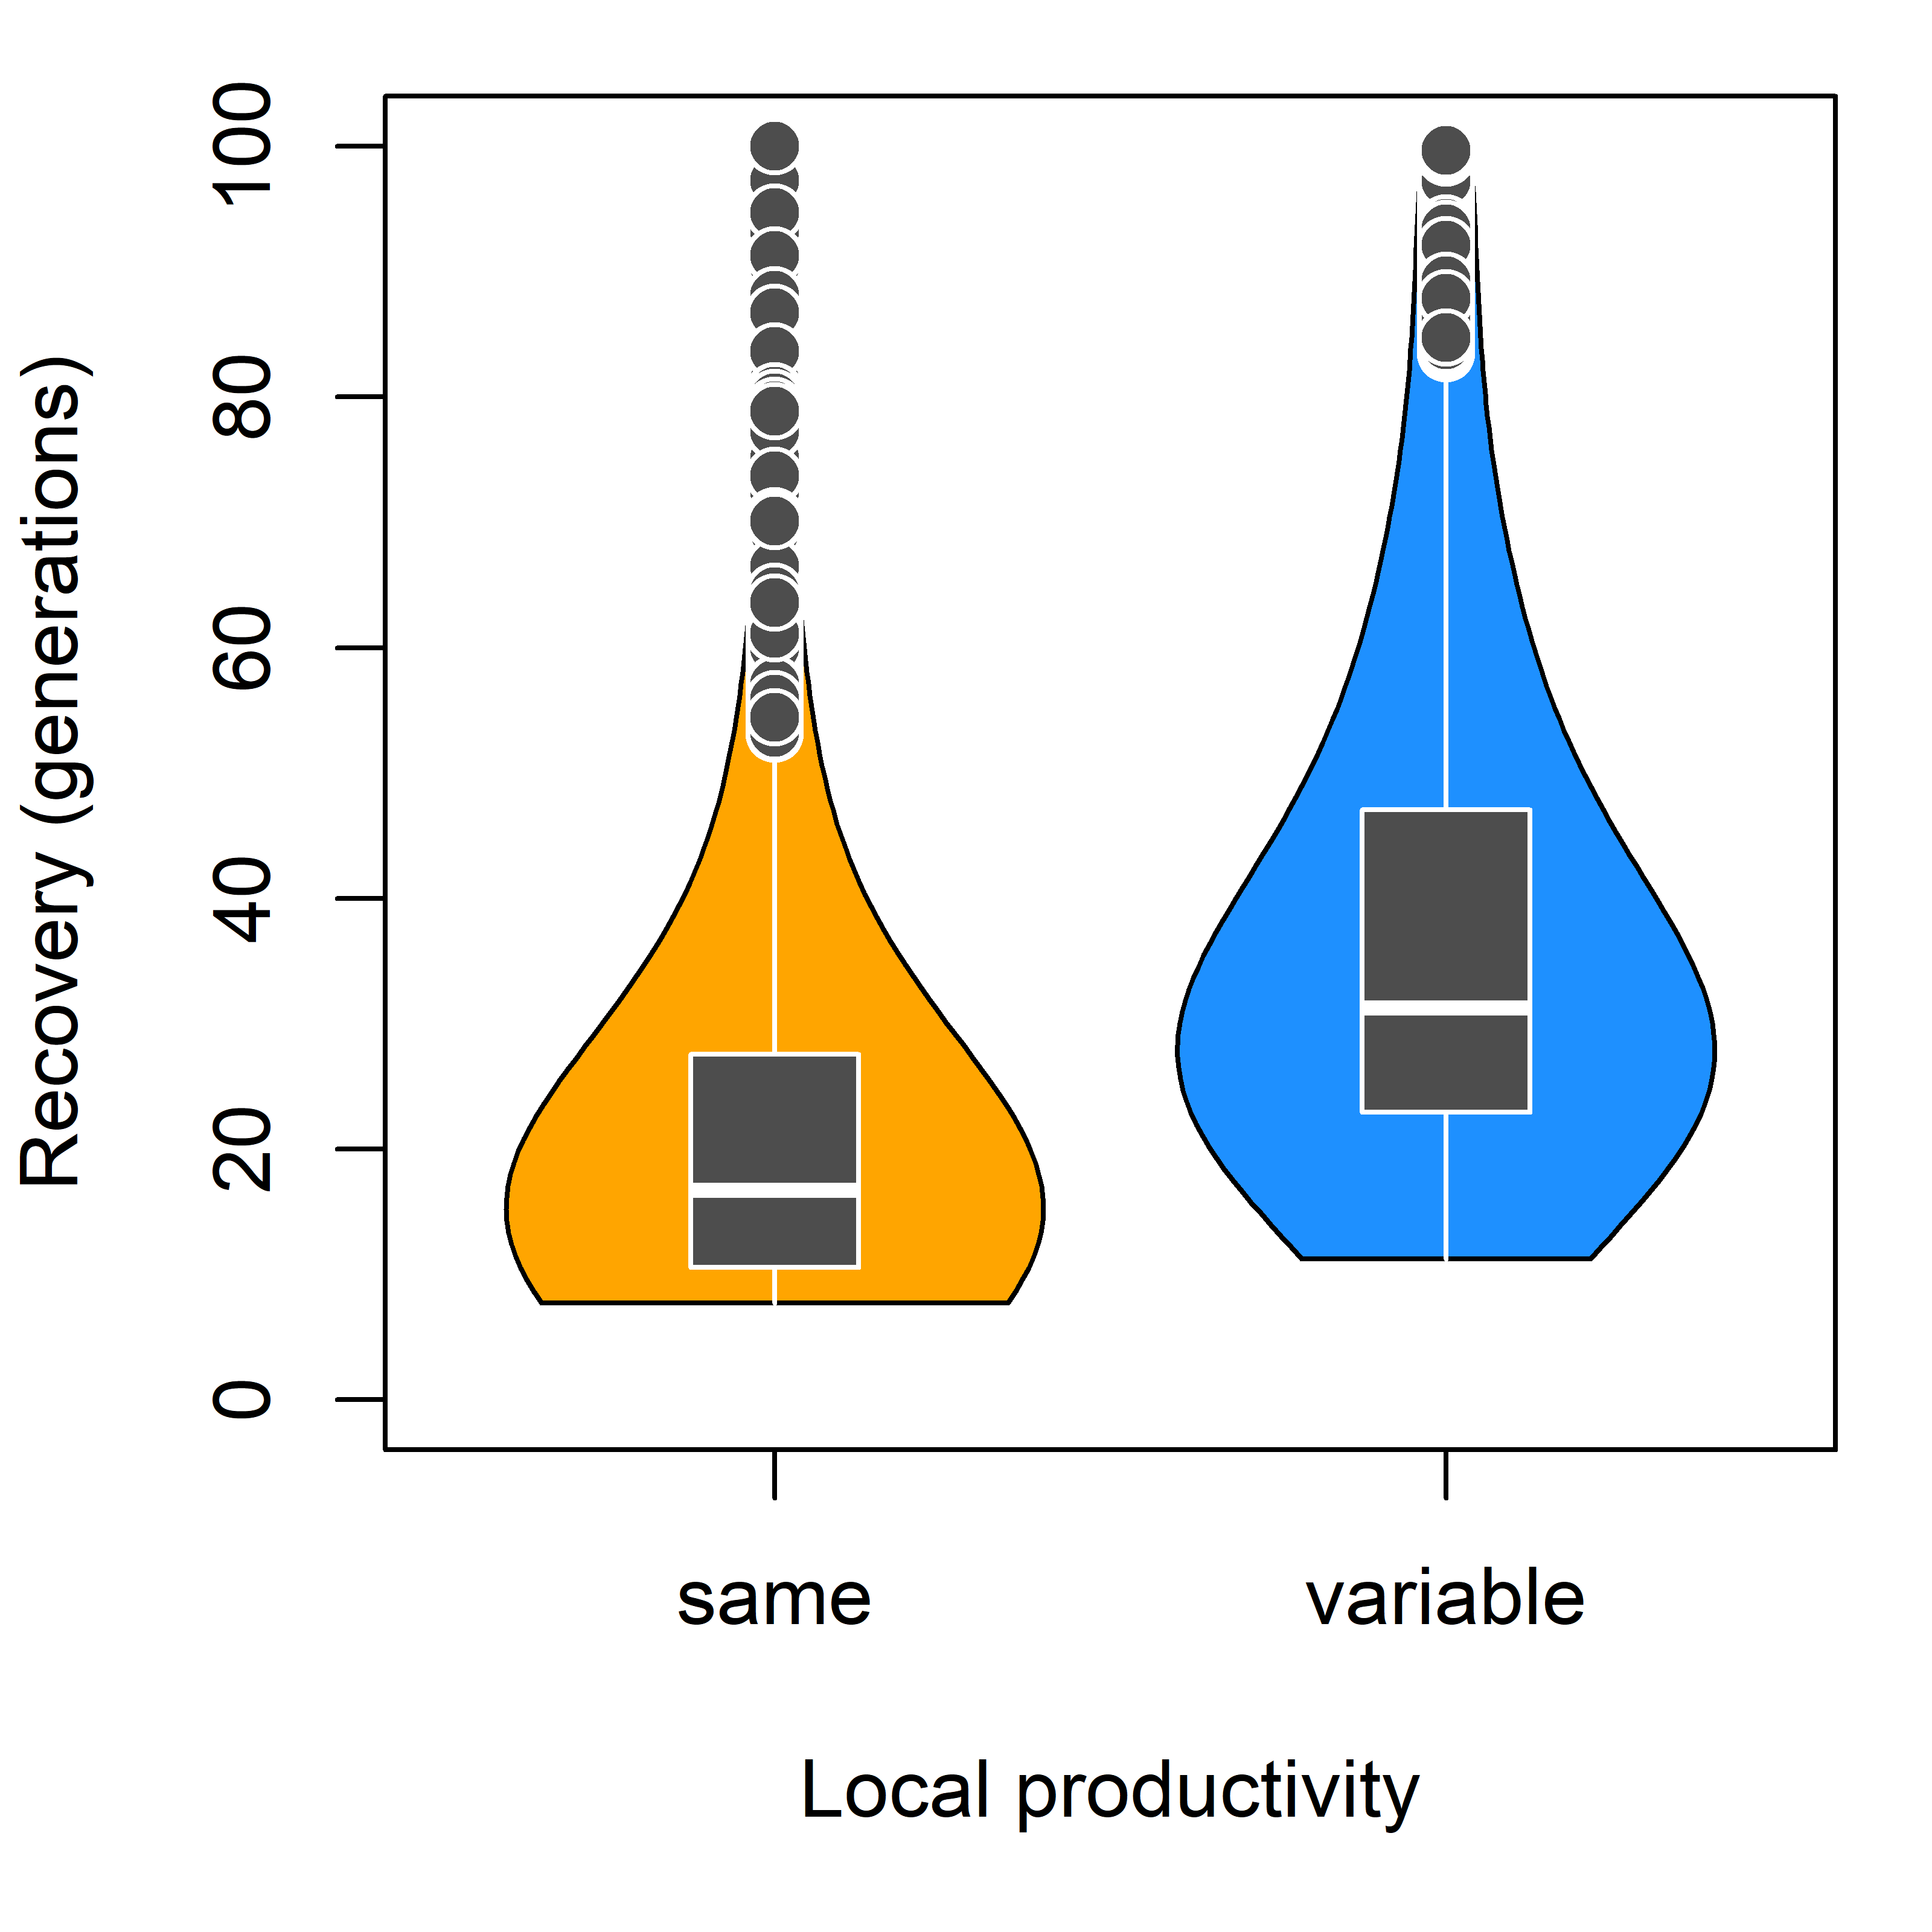 Recovery (generations)
100
80
60
40
20
0
same
variable
Local productivity